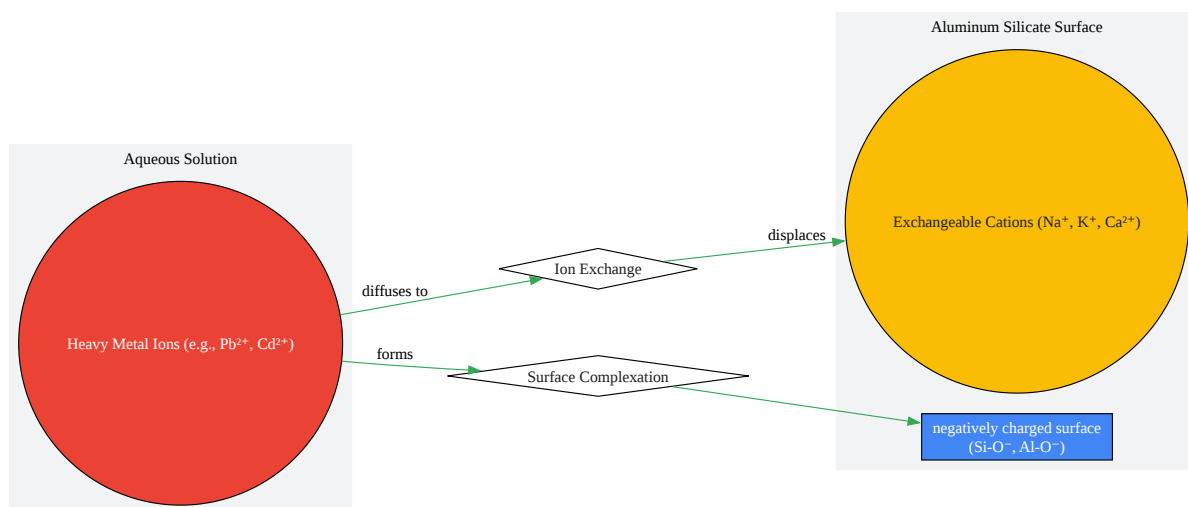 Aluminum Silicate Surface
Aqueous Solution
Exchangeable Cations (Na⁺, K⁺, Ca²⁺)
displaces
Ion Exchange
diffuses to
Heavy Metal Ions (e.g., Pb²⁺, Cd²⁺)
forms
Surface Complexation
negatively charged surface
(Si-O⁻, Al-O⁻)